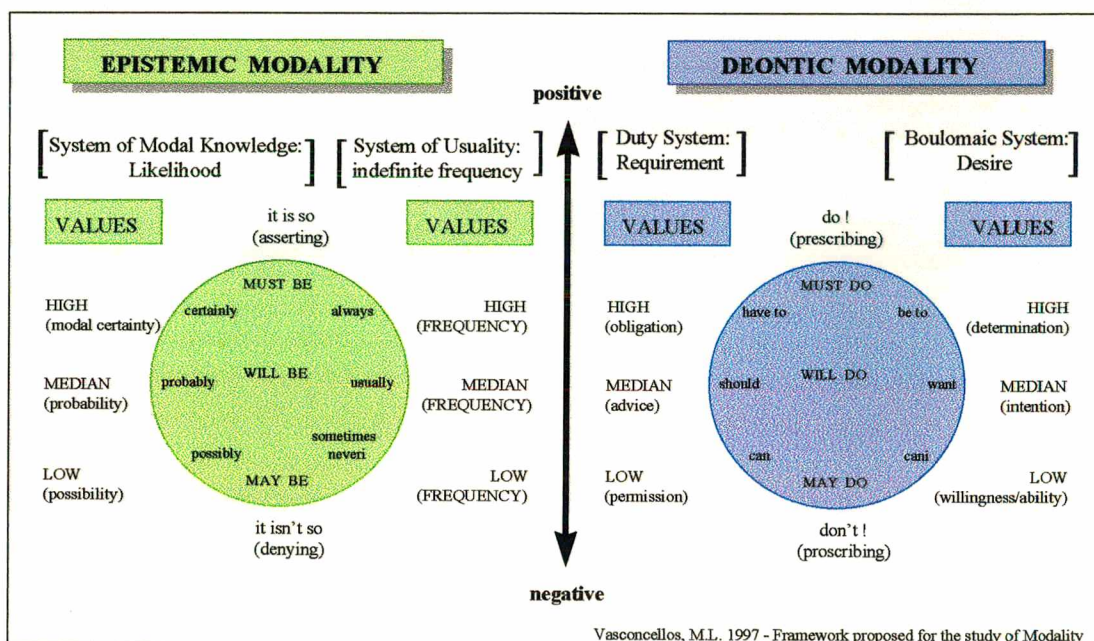 EPISTEMIC MODALITY
DEONTIC MODALITY
positive
System of Modal Knowledge:
Likelihood
System of Usuality:
indefinite frequency
Duty System:
Requirement
Boulomaic System:
Desire
VALUES
it is so
(asserting)
VALUES
VALUES
do !
(prescribing)
VALUES
MUST BE
certainly
always
HIGH
(modal certainty)
HIGH
(FREQUENCY)
WILL BE
probably
usually
MEDIAN
(probability)
MEDIAN
(FREQUENCY)
sometimes
neveri
possibly
MAY BE
LOW
(possibility)
LOW
(FREQUENCY)
it isn't so
(denying)
MUST DO
have to
be to
HIGH
(obligation)
HIGH
(determination)
WILL DO
should
want
MEDIAN
(advice)
MEDIAN
(intention)
can
cani
MAY DO
LOW
(permission)
LOW
(willingness/ability)
don't !
(proscribing)
negative
Vasconcellos, M.L. 1997 - Framework proposed for the study of Modality